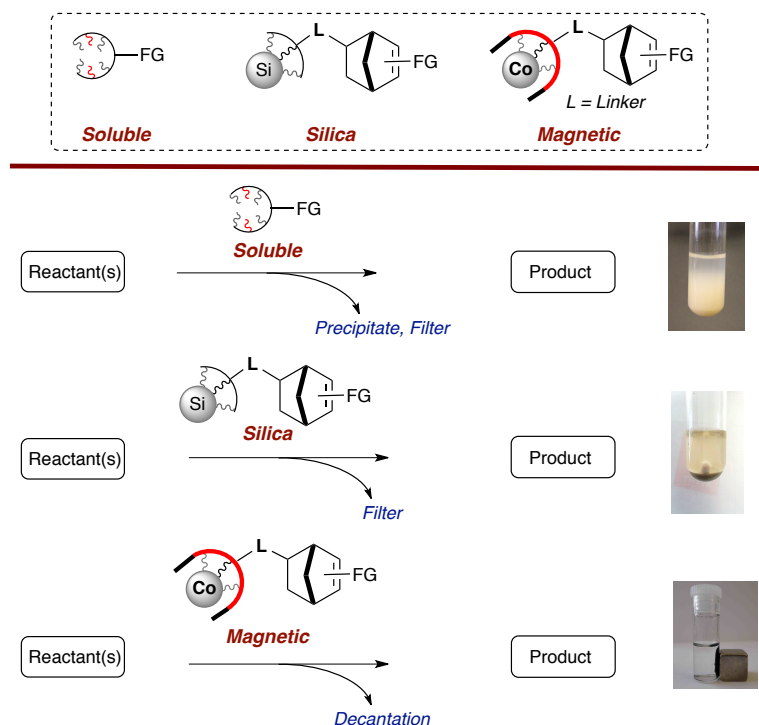 FG
L
Si
FG
L
Co
FG
L = Linker
Soluble
Silica
Magnetic
FG
Soluble
Reactant(s)
Product
Precipitate, Filter
L
Si
FG
Silica
Reactant(s)
Product
Filter
L
Co
FG
Magnetic
Reactant(s)
Product
Decantation